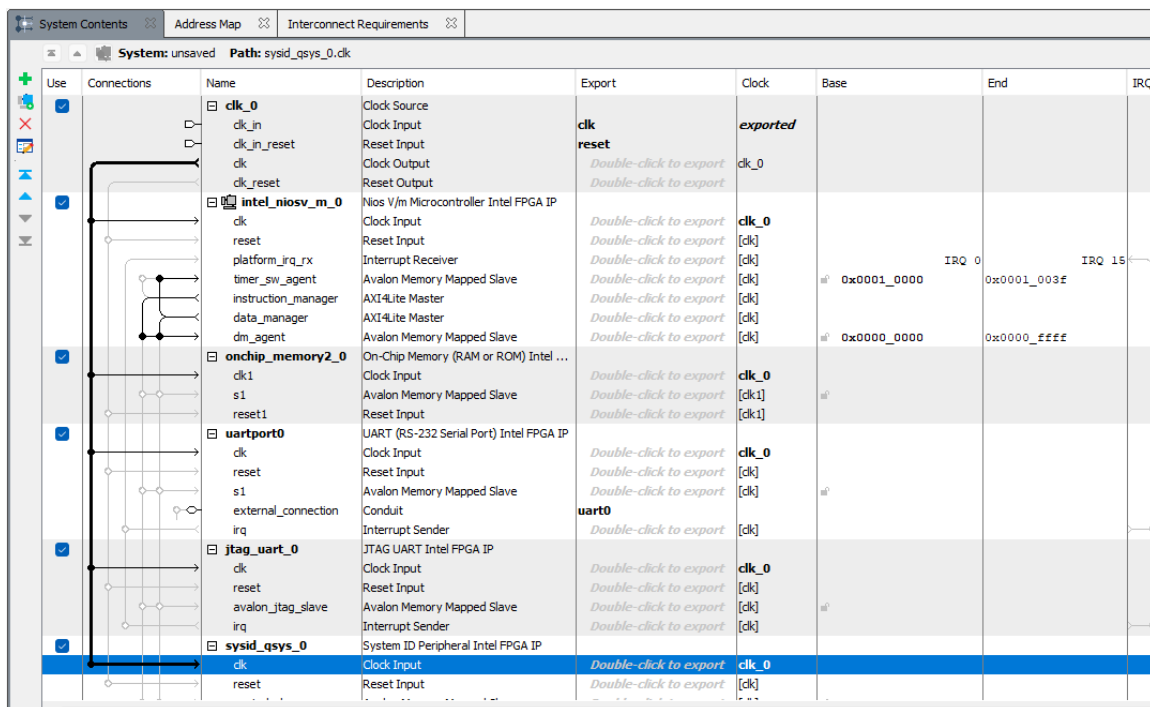 System Contents Address Map Interconnect Requirements
System: unsaved Path: sysid_qsys_0.clk
Use Connections Name Description Export Clock Base End IRQ
clk_0 Clock Source
clk_in Clock Input clk exported
clk_in_reset Reset Input reset
clk Clock Output Double-click to export clk_0
clk_reset Reset Output Double-click to export
intel_niosv_m_0 Nios V/m Microcontroller Intel FPGA IP
clk Clock Input Double-click to export clk_0
reset Reset Input Double-click to export [clk]
platform_irq_rx Interrupt Receiver Double-click to export [clk] IRQ 0 IRQ 15
timer_sw_agent Avalon Memory Mapped Slave Double-click to export [clk] 0x0001_0000 0x0001_003f
instruction_manager AXI4Lite Master Double-click to export [clk]
data_manager AXI4Lite Master Double-click to export [clk]
dm_agent Avalon Memory Mapped Slave Double-click to export [clk] 0x0000_0000 0x0000_ffff
onchip_memory2_0 On-Chip Memory (RAM or ROM) Intel ...
clk1 Clock Input Double-click to export clk_0
s1 Avalon Memory Mapped Slave Double-click to export [clk1]
reset1 Reset Input Double-click to export [clk1]
uartport0 UART (RS-232 Serial Port) Intel FPGA IP
clk Clock Input Double-click to export clk_0
reset Reset Input Double-click to export [clk]
s1 Avalon Memory Mapped Slave Double-click to export [clk]
external_connection Conduit uart0
irq Interrupt Sender Double-click to export [clk]
jtag_uart_0 JTAG UART Intel FPGA IP
clk Clock Input Double-click to export clk_0
reset Reset Input Double-click to export [clk]
avalon_jtag_slave Avalon Memory Mapped Slave Double-click to export [clk]
irq Interrupt Sender Double-click to export [clk]
sysid_qsys_0 System ID Peripheral Intel FPGA IP
clk Clock Input Double-click to export clk_0
reset Reset Input Double-click to export [clk]